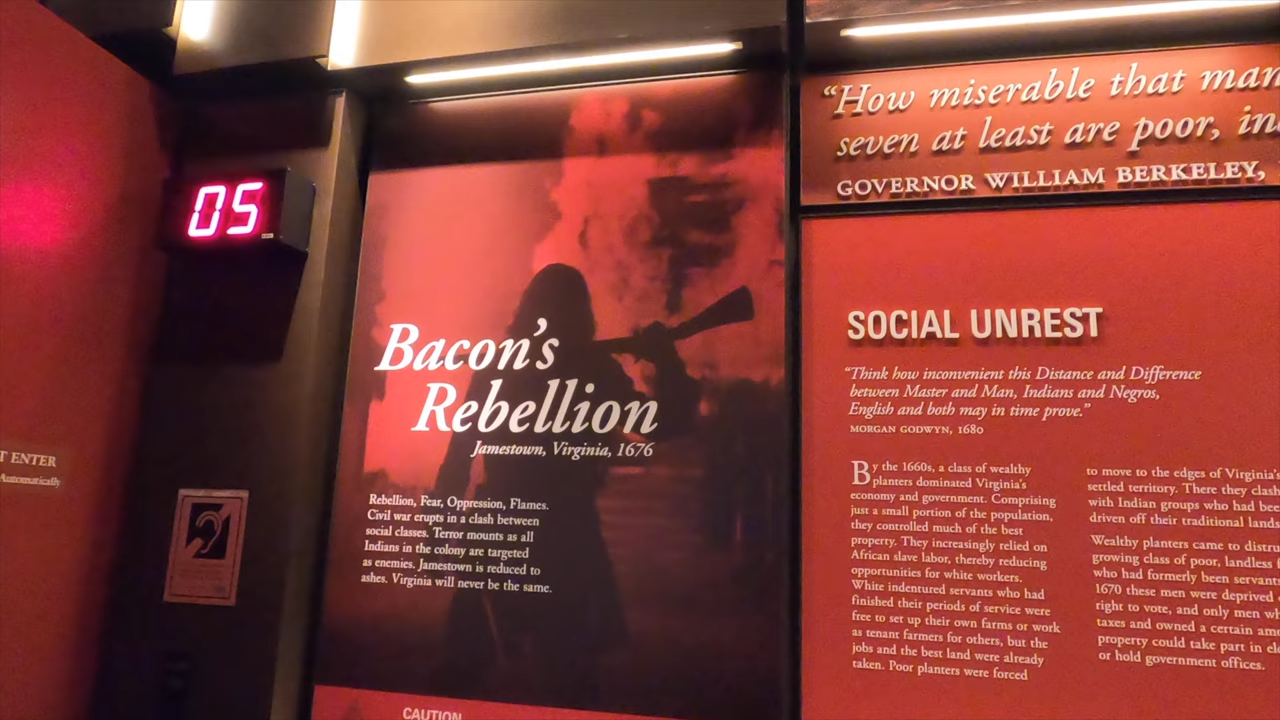 05
T ENTER
Automatically
Bacon's
Rebellion
Jamestown, Virginia, 1676
Rebellion, Fear, Oppression, Flames.
Civil war erupts in a clash between
social classes. Terror mounts as all
Indians in the colony are targeted
as enemies. Jamestown is reduced to
ashes. Virginia will never be the same.
CAUTION
“How miserable that man
seven at least are poor, in
GOVERNOR WILLIAM BERKELEY,
SOCIAL UNREST
“Think how inconvenient this Distance and Difference
between Master and Man, Indians and Negros,
English and both may in time prove.”
MORGAN GODWYN, 1680
By the 1660s, a class of wealthy
planters dominated Virginia's
economy and government. Comprising
just a small portion of the population,
they controlled much of the best
property. They increasingly relied on
African slave labor, thereby reducing
opportunities for white workers.
White indentured servants who had
finished their periods of service were
free to set up their own farms or work
as tenant farmers for others, but the
jobs and the best land were already
taken. Poor planters were forced
to move to the edges of Virginia's
settled territory. There they clash
with Indian groups who had bee
driven off their traditional lands
Wealthy planters came to distru
growing class of poor, landless
who had formerly been servants
1670 these men were deprived
right to vote, and only men wh
taxes and owned a certain am
property could take part in ele
or hold government offices.